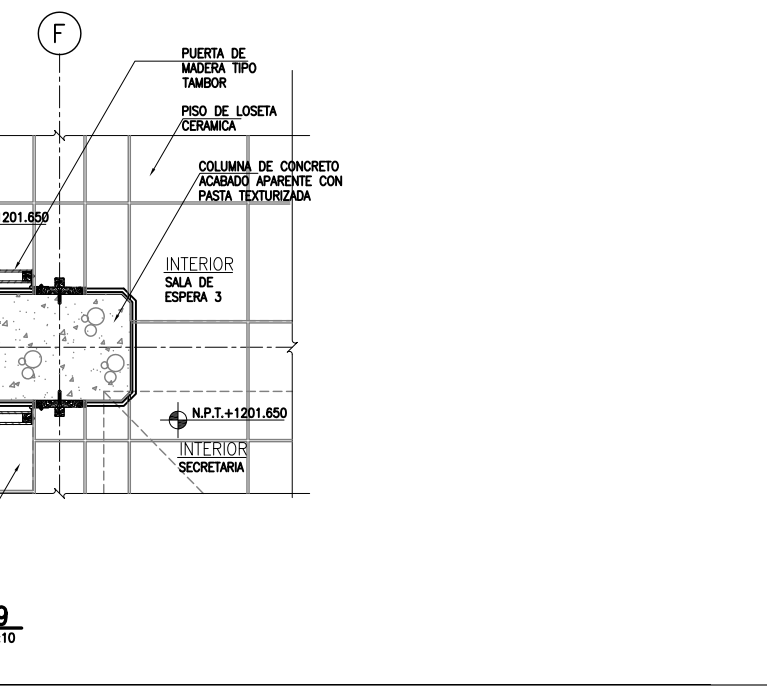 F
PUERTA DE
MADERA TIPO
TAMBOR
PISO DE LOSETA
CERAMICA
COLUMNA DE CONCRETO
ACABADO APARENTE CON
PASTA TEXTURIZADA
1201.650
INTERIOR
SALA DE
ESPERA 3
N.P.T.+1201.650
INTERIOR
SECRETARIA
9
:10